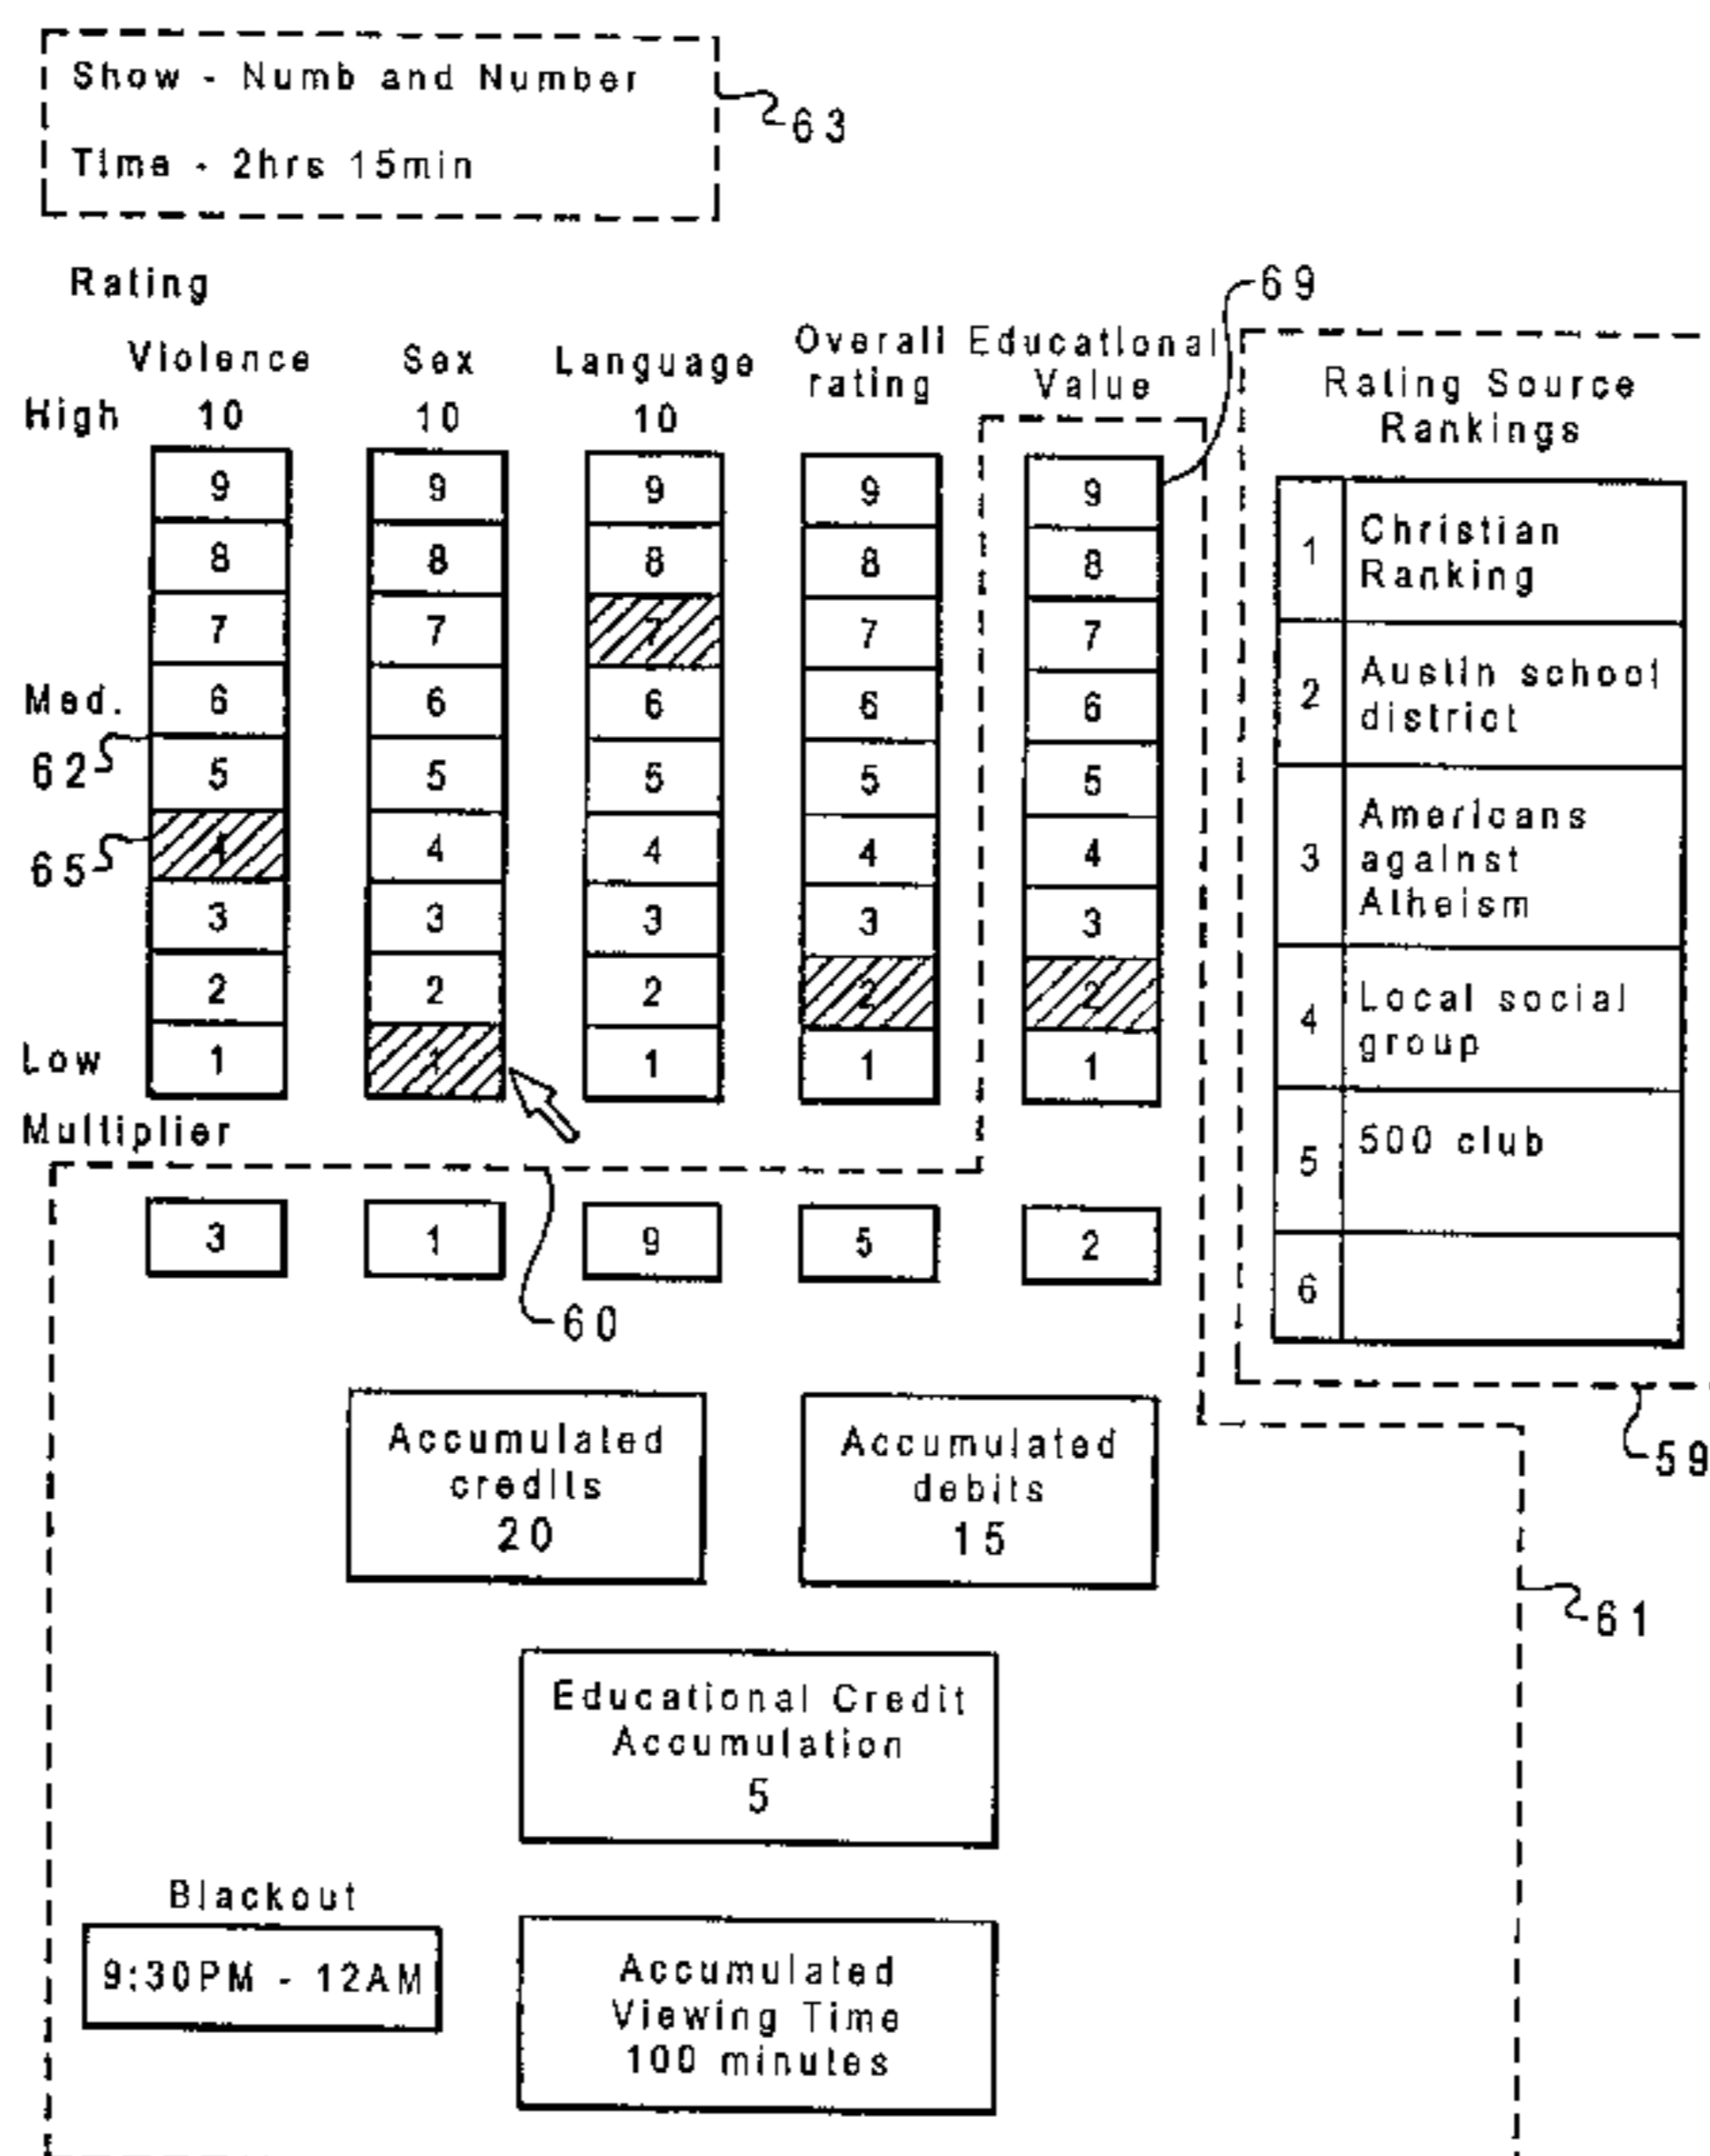 Show - Numb and Number
63
Time - 2hrs 15min
Rating
69
Violence Sex Language Overall rating Educational Value
Rating Source
Rankings
High 10 10 10
9 9 9 9 9
8 8 8 8 8
7 7 7 7 7
Med. 6 6 6 6 6
62 5 5 5 5 5
65 4 4 4 4 4
3 3 3 3 3
2 2 2 2 2
Low 1 1 1 1 1
1 Christian
Ranking
2 Austin school
district
3 Americans
against
Atheism
4 Local social
group
5 500 club
6
59
Multiplier
3 1 9 5 2
60
Accumulated
credits
20
Accumulated
debits
15
61
Educational Credit
Accumulation
5
Blackout
9:30PM - 12AM
Accumulated
Viewing Time
100 minutes